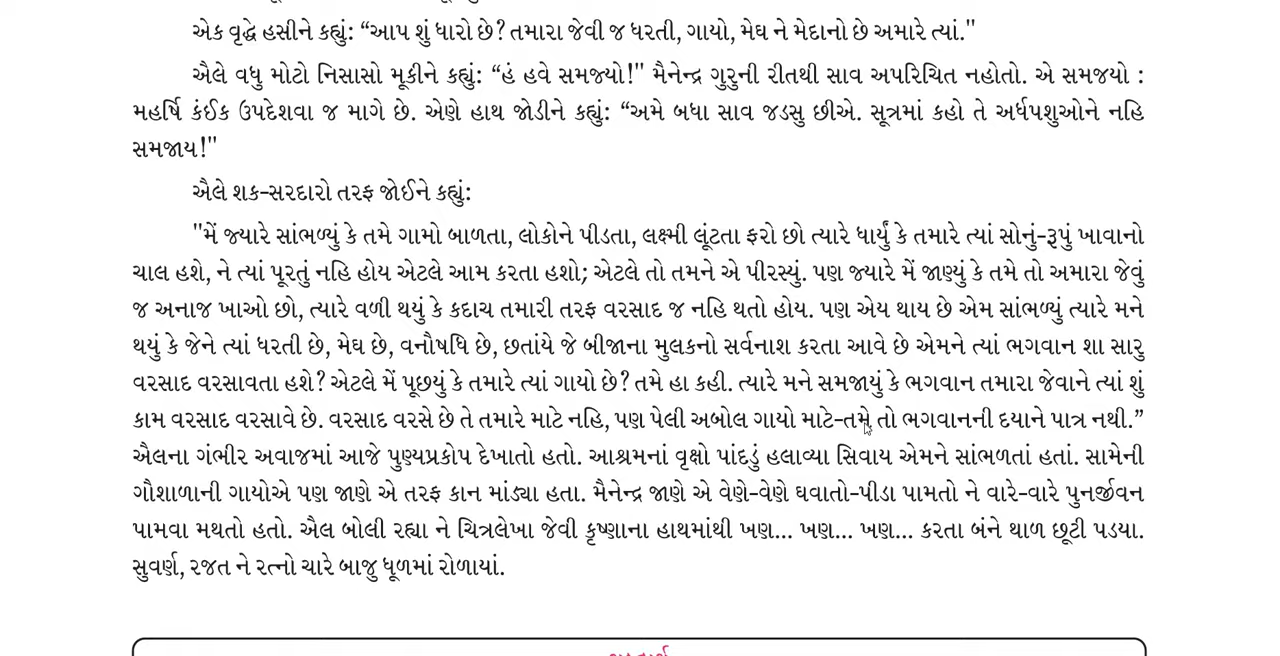 એક વૃદ્ધે હસીને કહ્યું: “આપ શું ધારો છે? તમારા જેવી જ ધરતી, ગાયો, મેઘ ને મેદાનો છે અમારે ત્યાં."
ઐલે વધુ મોટો નિસાસો મૂકીને કહ્યું: “હં હવે સમજ્યો!" મૈનેન્દ્ર ગુરુની રીતથી સાવ અપરિચિત નહોતો. એ સમજયો :
મહર્ષિ કંઈક ઉપદેશવા જ માગે છે. એણે હાથ જોડીને કહ્યું: “અમે બધા સાવ જડસુ છીએ. સૂત્રમાં કહો તે અર્ધપશુઓને નહિ
સમજાય!"
ઐલે શક-સરદારો તરફ જોઈને કહ્યું:
"મેં જ્યારે સાંભળ્યું કે તમે ગામો બાળતા, લોકોને પીડતા, લક્ષ્મી લૂંટતા ફરો છો ત્યારે ધાર્યું કે તમારે ત્યાં સોનું-રૂપું ખાવાનો
ચાલ હશે, ને ત્યાં પૂરતું નહિ હોય એટલે આમ કરતા હશો; એટલે તો તમને એ પીરસ્યું. પણ જ્યારે મેં જાણ્યું કે તમે તો અમારા જેવું
જ અનાજ ખાઓ છો, ત્યારે વળી થયું કે કદાચ તમારી તરફ વરસાદ જ નહિ થતો હોય. પણ એય થાય છે એમ સાંભળ્યું ત્યારે મને
થયું કે જેને ત્યાં ધરતી છે, મેઘ છે, વનૌષધિ છે, છતાંયે જે બીજાના મુલકનો સર્વનાશ કરતા આવે છે એમને ત્યાં ભગવાન શા સારુ
વરસાદ વરસાવતા હશે? એટલે મેં પૂછયું કે તમારે ત્યાં ગાયો છે? તમે હા કહી. ત્યારે મને સમજાયું કે ભગવાન તમારા જેવાને ત્યાં શું
કામ વરસાદ વરસાવે છે. વરસાદ વરસે છે તે તમારે માટે નહિ, પણ પેલી અબોલ ગાયો માટે-તમે તો ભગવાનની દયાને પાત્ર નથી.”
ઐલના ગંભીર અવાજમાં આજે પુણ્યપ્રકોપ દેખાતો હતો. આશ્રમનાં વૃક્ષો પાંદડું હલાવ્યા સિવાય એમને સાંભળતાં હતાં. સામેની
ગૌશાળાની ગાયોએ પણ જાણે એ તરફ કાન માંડ્યા હતા. મૈનેન્દ્ર જાણે એ વેણે-વેણે ઘવાતો-પીડા પામતો ને વારે-વારે પુનર્જીવન
પામવા મથતો હતો. ઐલ બોલી રહ્યા ને ચિત્રલેખા જેવી કૃષ્ણાના હાથમાંથી ખણ... ખણ... ખણ... કરતા બંને થાળ છૂટી પડયા.
સુવર્ણ, રજત ને રત્નો ચારે બાજુ ધૂળમાં રોળાયાં.